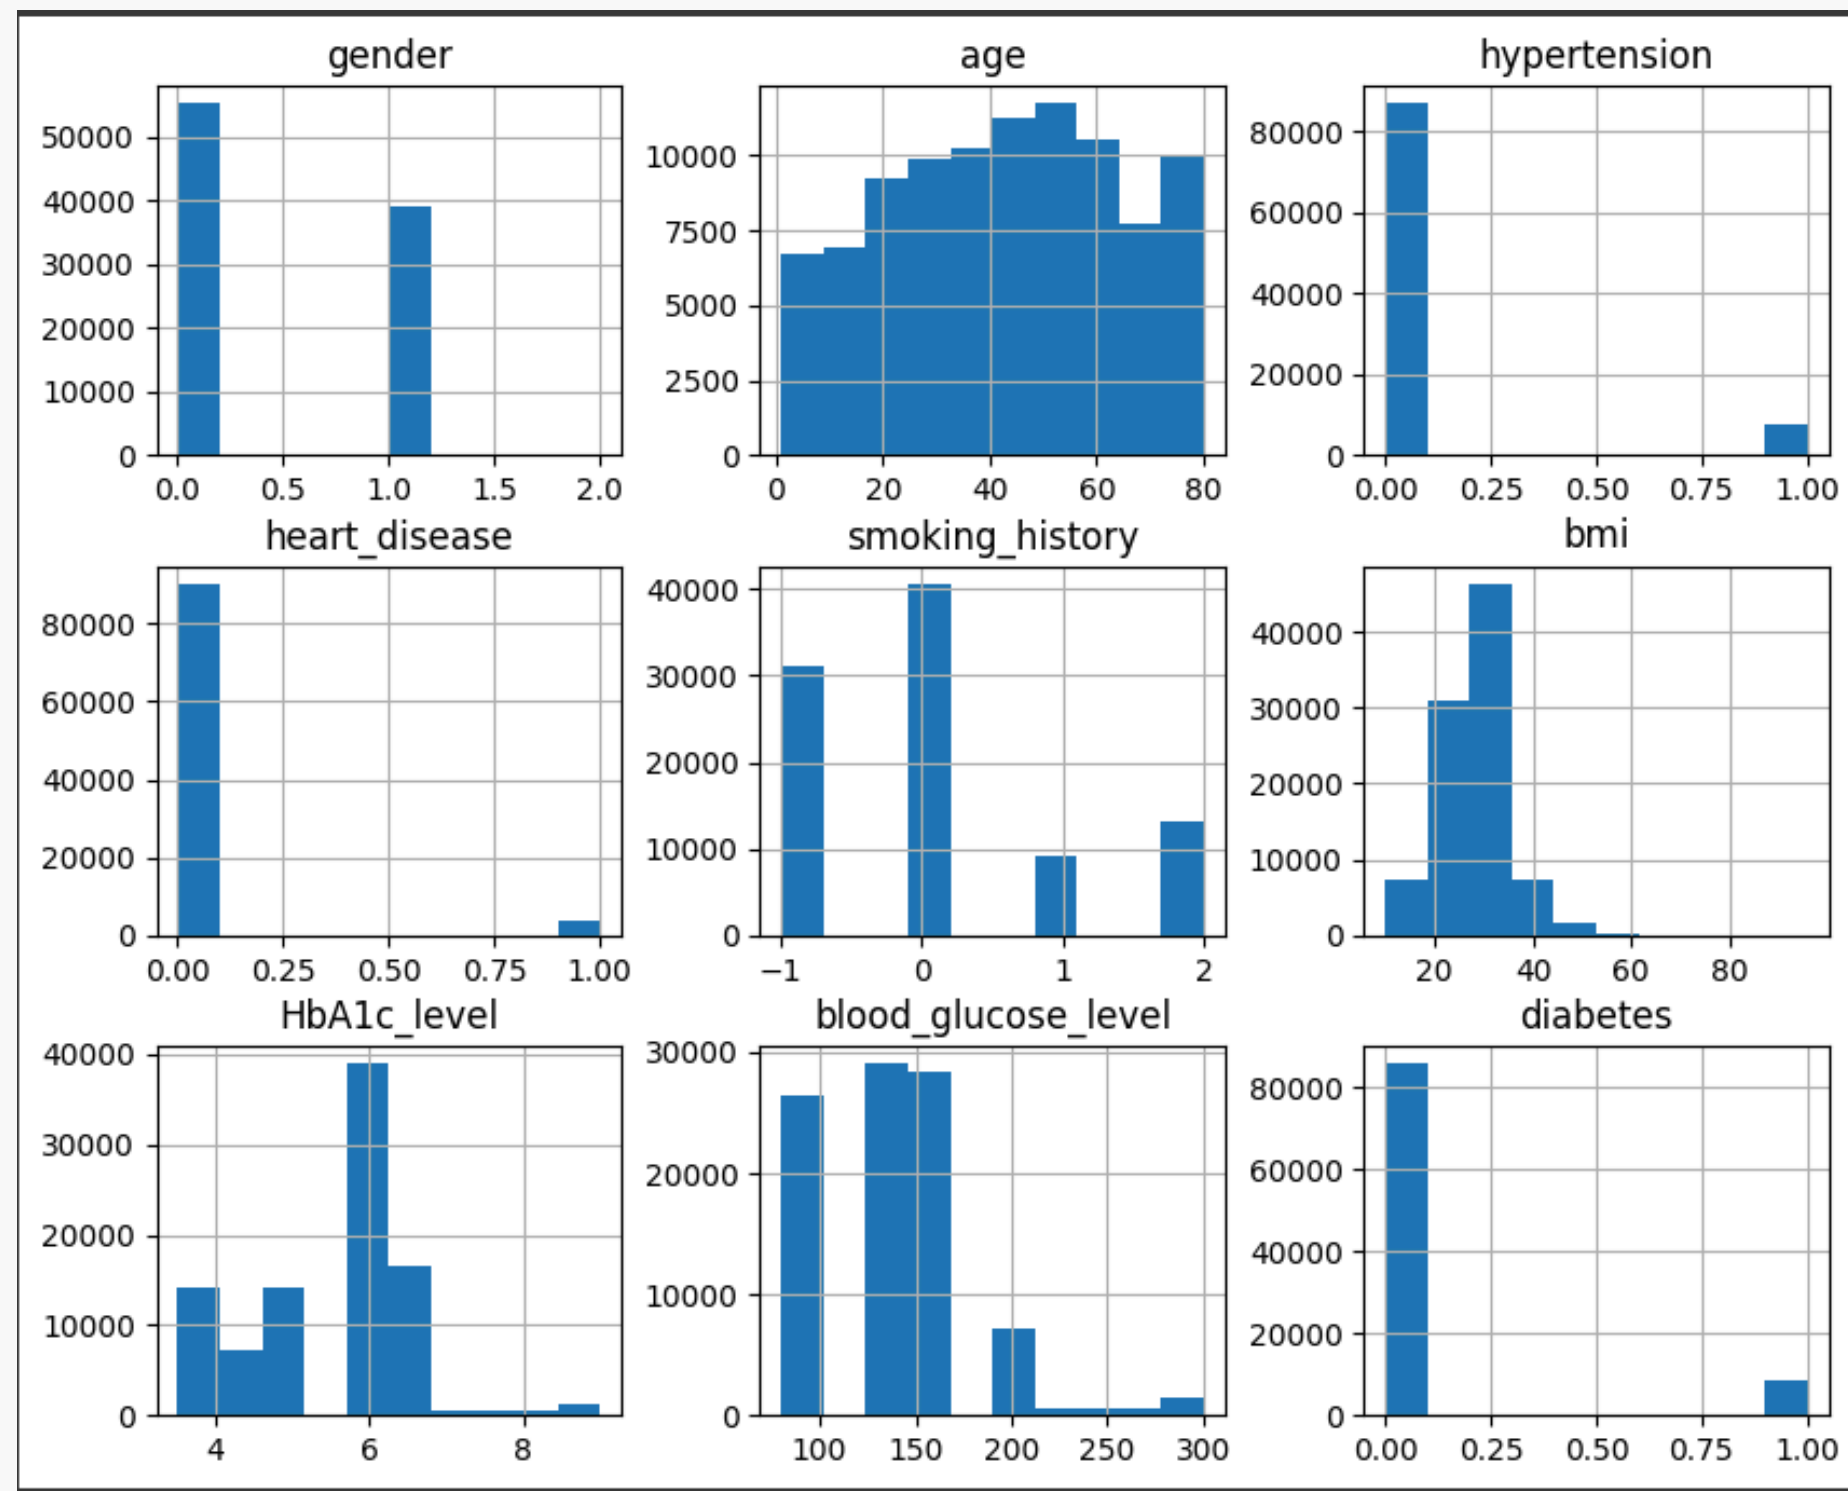 gender
50000
40000
30000
20000
10000
0
0.0 0.5 1.0 1.5 2.0
age
10000
7500
5000
2500
0
0 20 40 60 80
hypertension
80000
60000
40000
20000
0
0.00 0.25 0.50 0.75 1.00
heart_disease
80000
60000
40000
20000
0
0.00 0.25 0.50 0.75 1.00
smoking_history
40000
30000
20000
10000
0
−1 0 1 2
bmi
40000
30000
20000
10000
0
20 40 60 80
HbA1c_level
40000
30000
20000
10000
0
4 6 8
blood_glucose_level
30000
20000
10000
0
100 150 200 250 300
diabetes
80000
60000
40000
20000
0
0.00 0.25 0.50 0.75 1.00